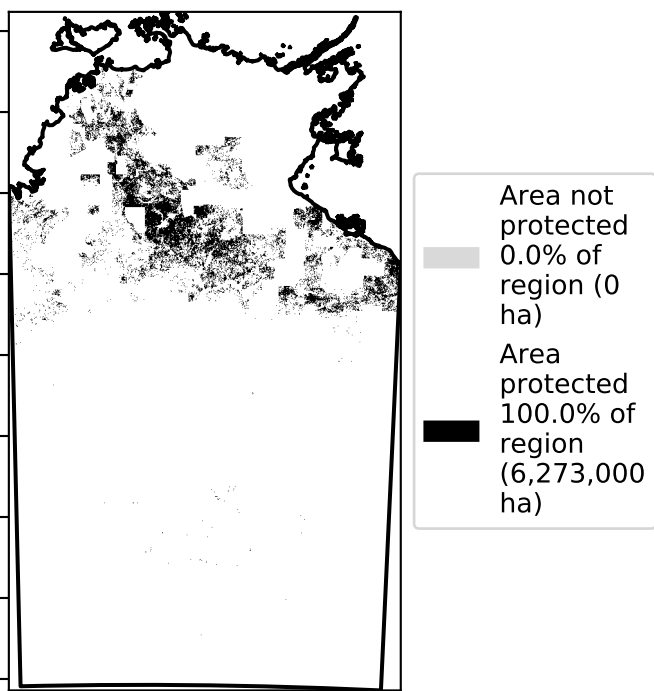 Area not
protected
0.0% of
region (0
ha)
Area
protected
100.0% of
region
(6,273,000
ha)